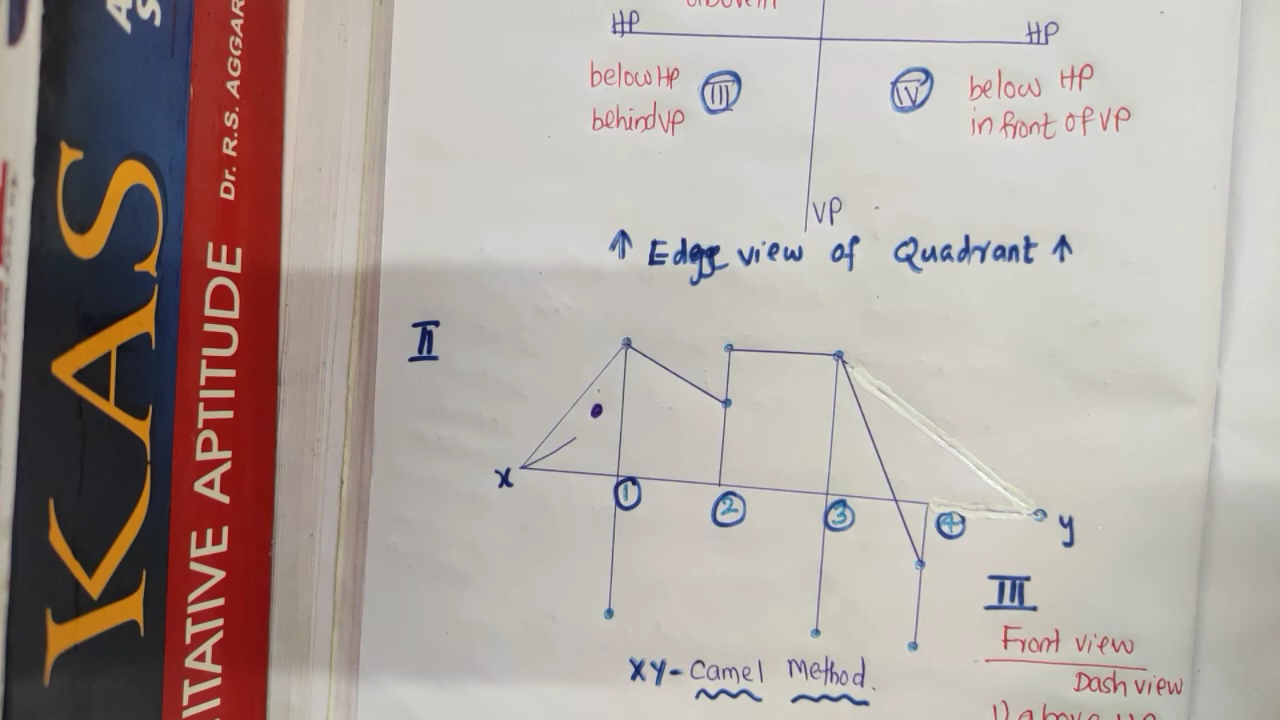 HP
HP
below HP
behind VP
III
IV
below HP
in front of VP
VP
↑ Edge view of Quadrant ↑
II
x
1
2
3
4
y
III
Front view
Dash view
XY-Camel Method.
KAS
ITATIVE APTITUDE Dr. R.S. AGGAR